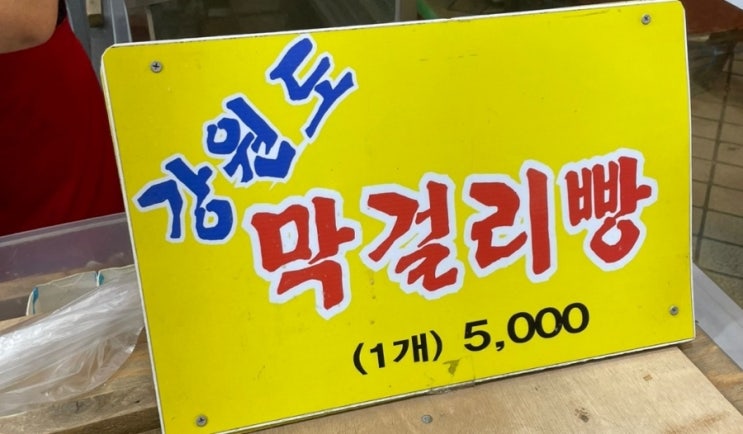 강원도
막걸리빵
(1개) 5,000